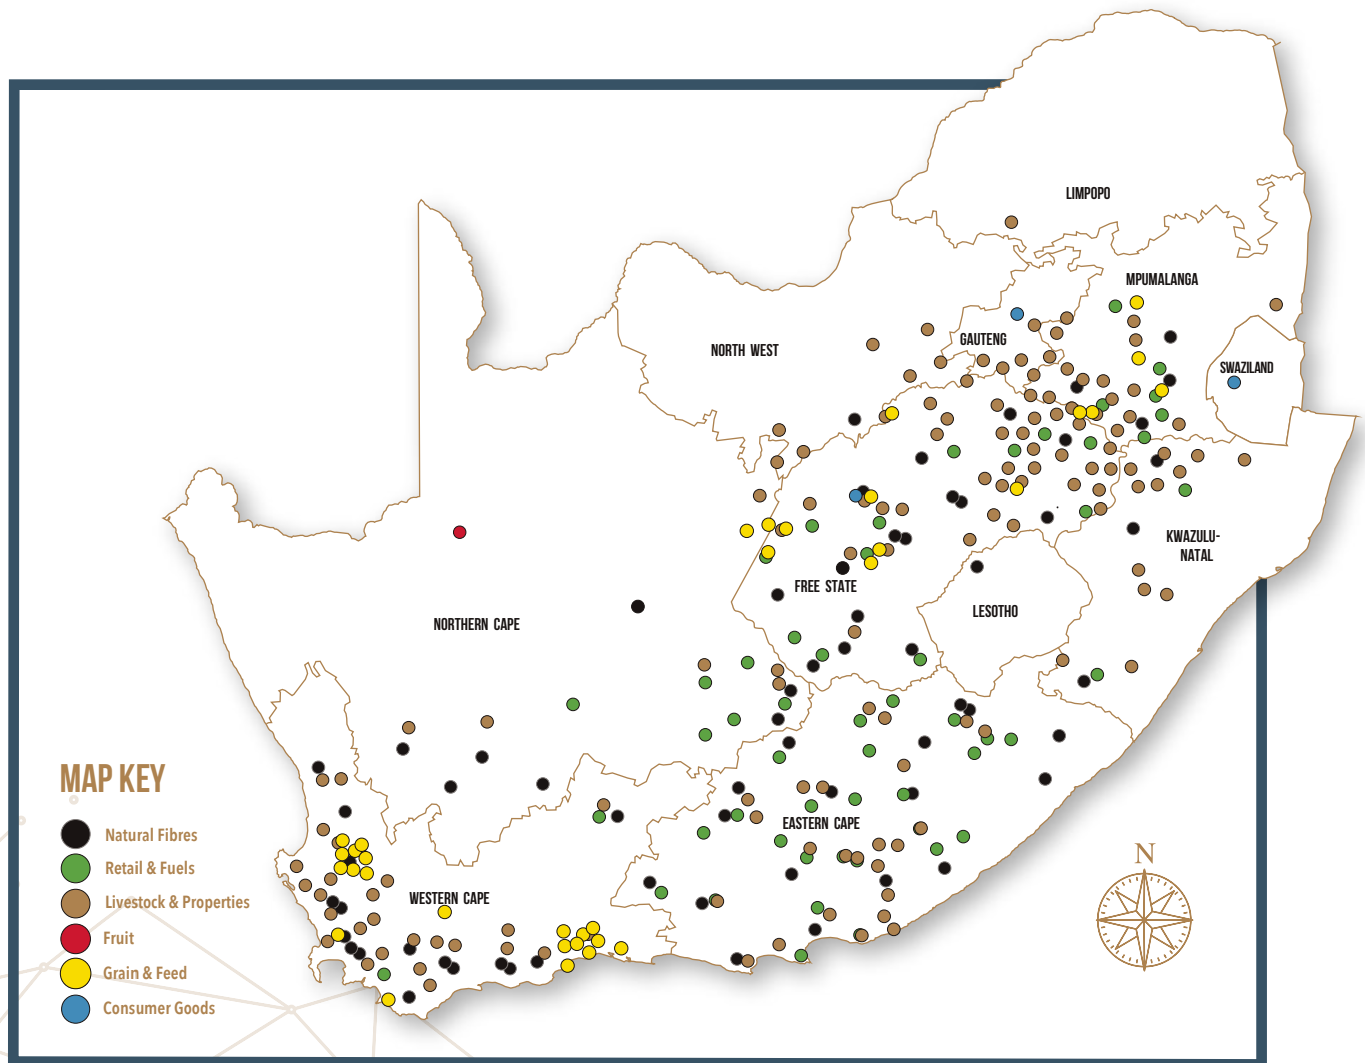 LIMPOPO
MPUMALANGA
NORTH WEST
GAUTENG
SWAZILAND
KWAZULU-
NATAL
FREE STATE
LESOTHO
NORTHERN CAPE
EASTERN CAPE
WESTERN CAPE
MAP KEY
Natural Fibres
Retail & Fuels
Livestock & Properties
Fruit
Grain & Feed
Consumer Goods
N